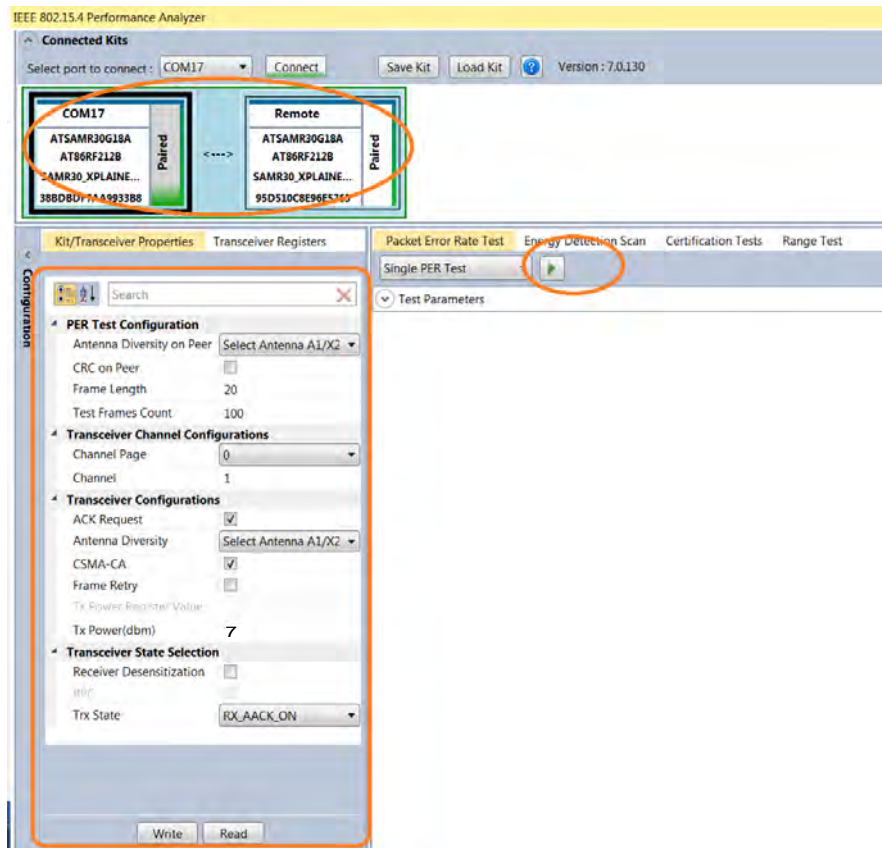 IEEE 802.15.4 Performance Analyzer
Connected Kits
Select port to connect : COM17 Connect Save Kit Load Kit ? Version : 7.0.130
COM17 Remote
ATSAMR30G18A ATSAMR30G18A
AT86RF212B <---> AT86RF212B
SAMR30_XPLAINE... SAMR30_XPLAINE...
Paired Paired
Kit/Transceiver Properties Transceiver Registers Packet Error Rate Test Energy Detection Scan Certification Tests Range Test
Configuration
Single PER Test
Search Test Parameters
PER Test Configuration
Antenna Diversity on Peer Select Antenna A1/X2
CRC on Peer
Frame Length 20
Test Frames Count 100
Transceiver Channel Configurations
Channel Page 0
Channel 1
Transceiver Configurations
ACK Request
Antenna Diversity Select Antenna A1/X2
CSMA-CA
Frame Retry
Tx Power Register Value
Tx Power(dbm) 7
Transceiver State Selection
Receiver Desensitization
Trx State RX_AACK_ON
Write Read